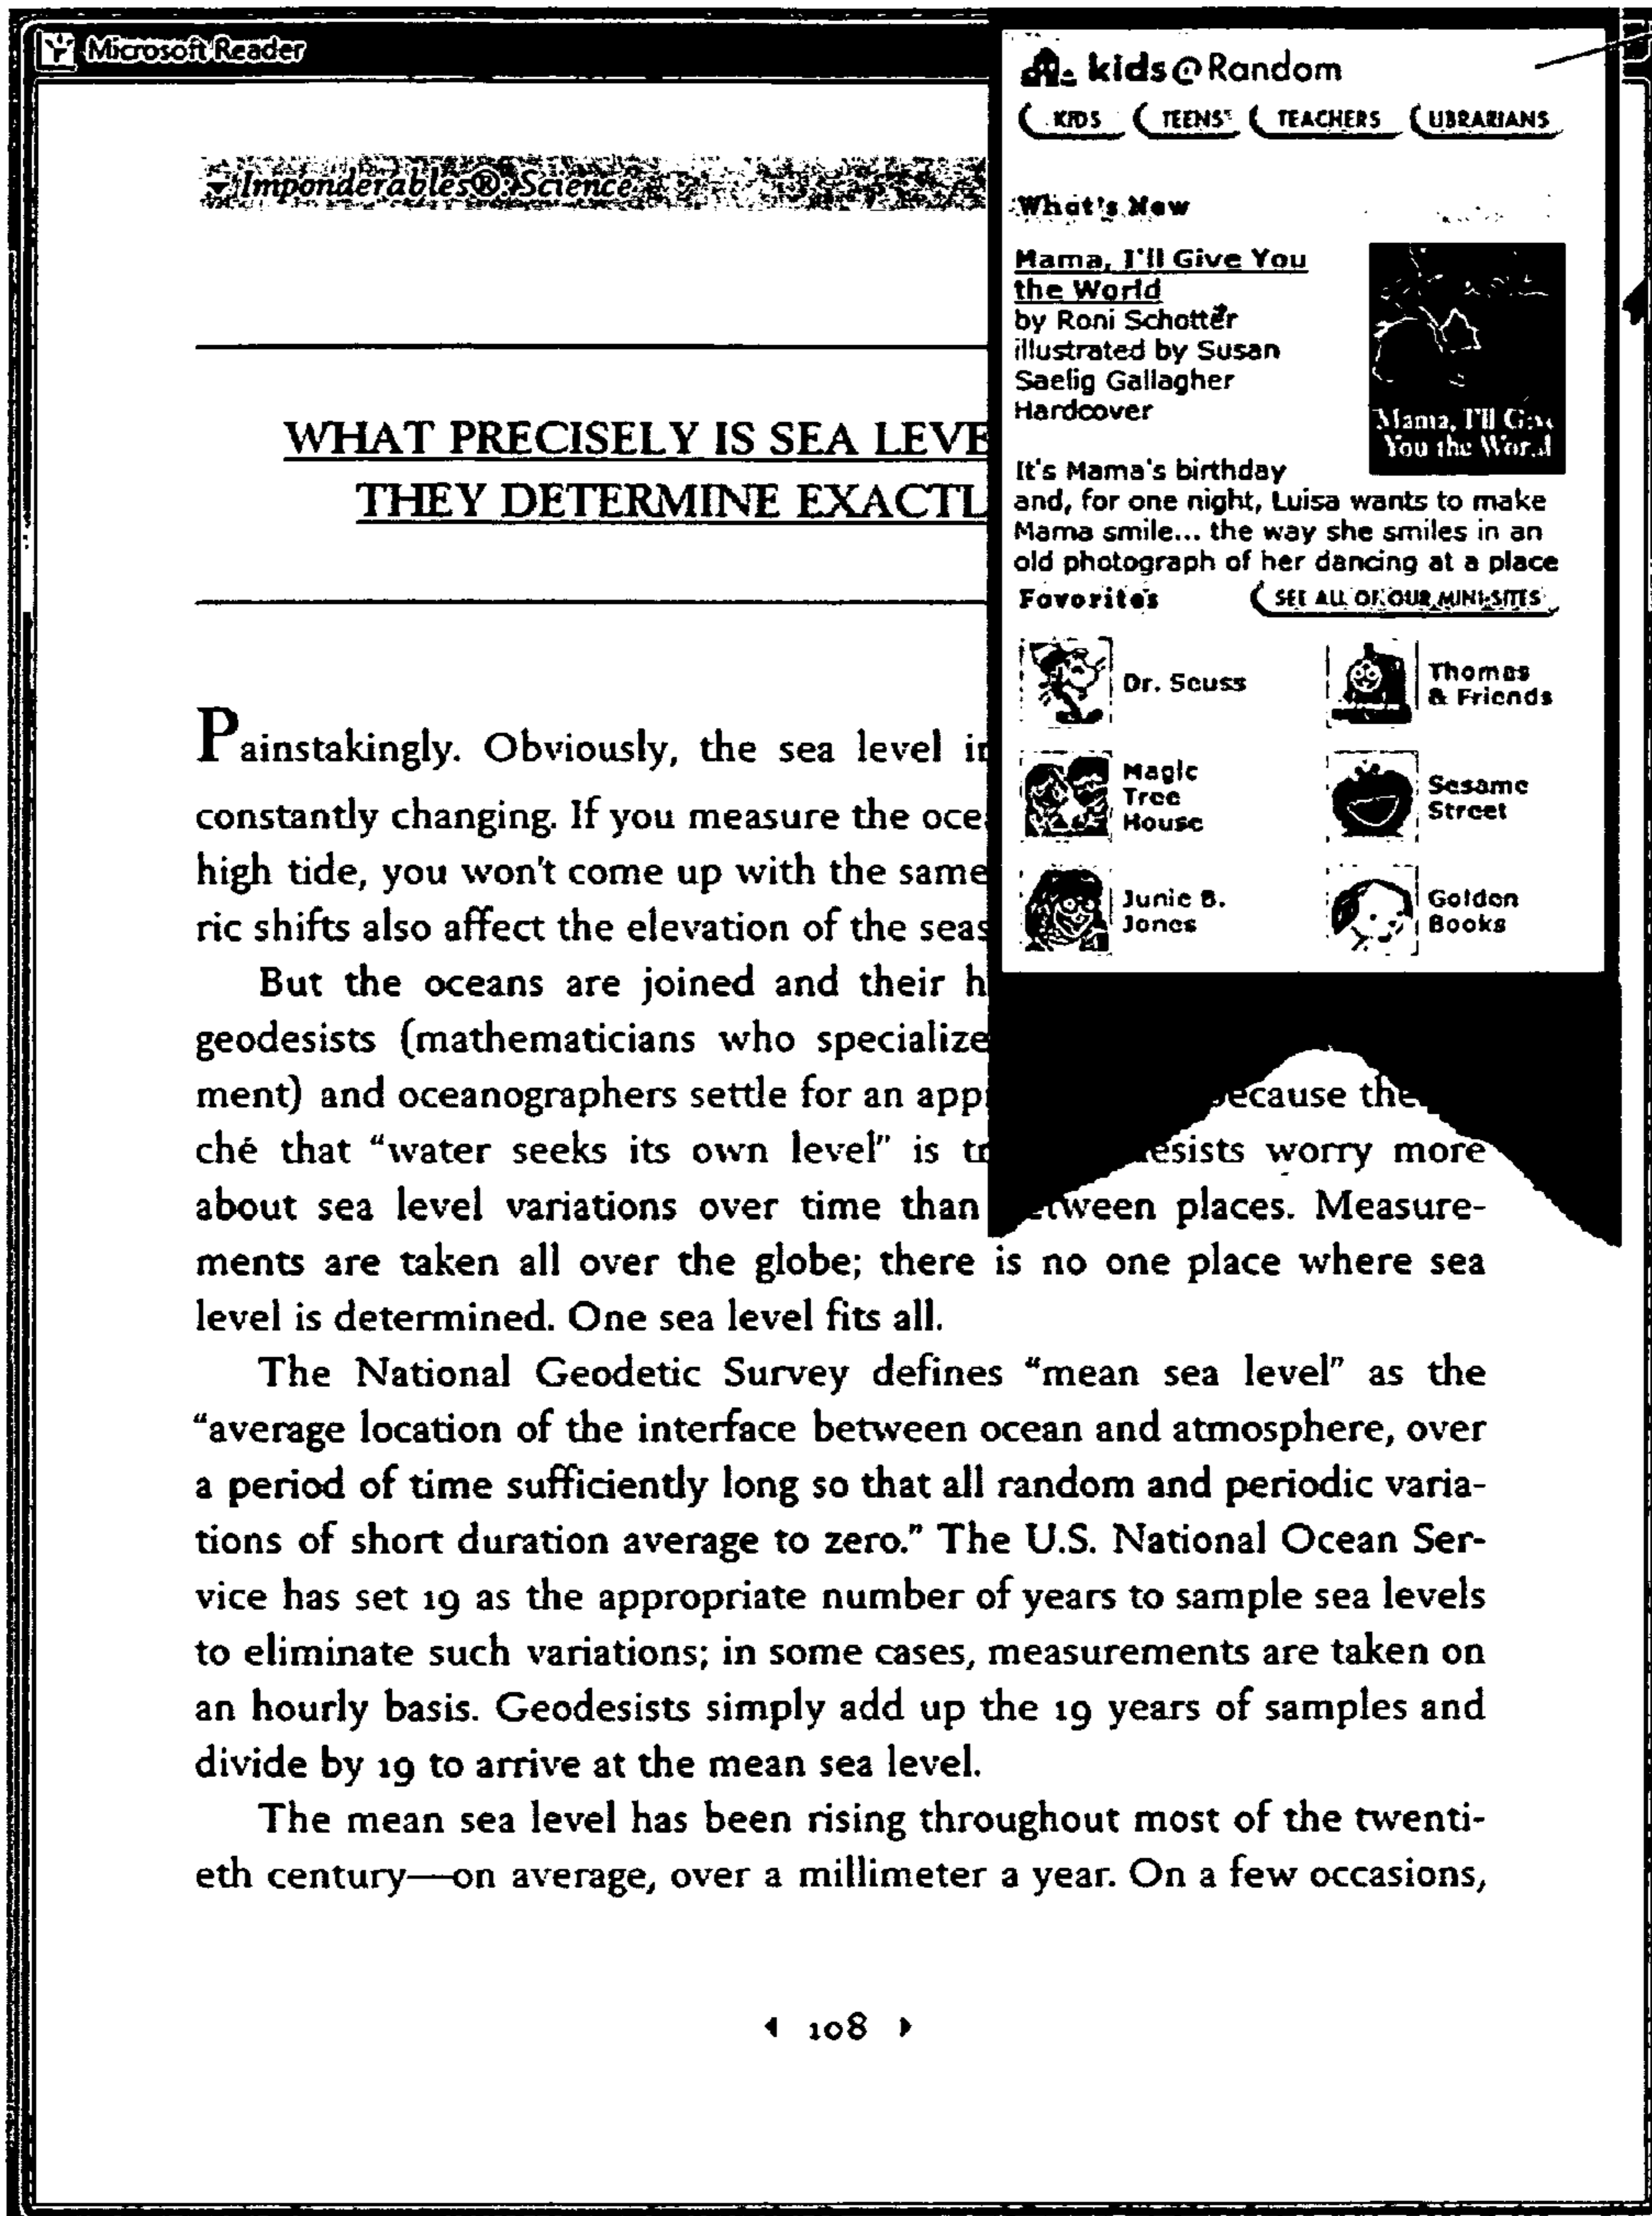 Microsoft Reader
Imponderables®: Science
WHAT PRECISELY IS SEA LEVE
THEY DETERMINE EXACTL
Painstakingly. Obviously, the sea level in
constantly changing. If you measure the ocea
high tide, you won't come up with the same
ric shifts also affect the elevation of the seas
But the oceans are joined and their h
geodesists (mathematicians who specialize
ment) and oceanographers settle for an app ecause the
ché that "water seeks its own level" is tr esists worry more
about sea level variations over time than tween places. Measure-
ments are taken all over the globe; there is no one place where sea
level is determined. One sea level fits all.
The National Geodetic Survey defines "mean sea level" as the
"average location of the interface between ocean and atmosphere, over
a period of time sufficiently long so that all random and periodic varia-
tions of short duration average to zero." The U.S. National Ocean Ser-
vice has set 19 as the appropriate number of years to sample sea levels
to eliminate such variations; in some cases, measurements are taken on
an hourly basis. Geodesists simply add up the 19 years of samples and
divide by 19 to arrive at the mean sea level.
The mean sea level has been rising throughout most of the twenti-
eth century—on average, over a millimeter a year. On a few occasions,
108
kids@Random
KIDS TEENS TEACHERS LIBRARIANS
What's New
Mama, I'll Give You
the World
by Roni Schotter
illustrated by Susan
Saelig Gallagher
Hardcover
Mama, I'll Give
You the World
It's Mama's birthday
and, for one night, Luisa wants to make
Mama smile... the way she smiles in an
old photograph of her dancing at a place
Favorites SEE ALL OF OUR MINI-SITES
Dr. Seuss
Thomas
& Friends
Magic
Tree
House
Sesame
Street
Junie B.
Jones
Golden
Books